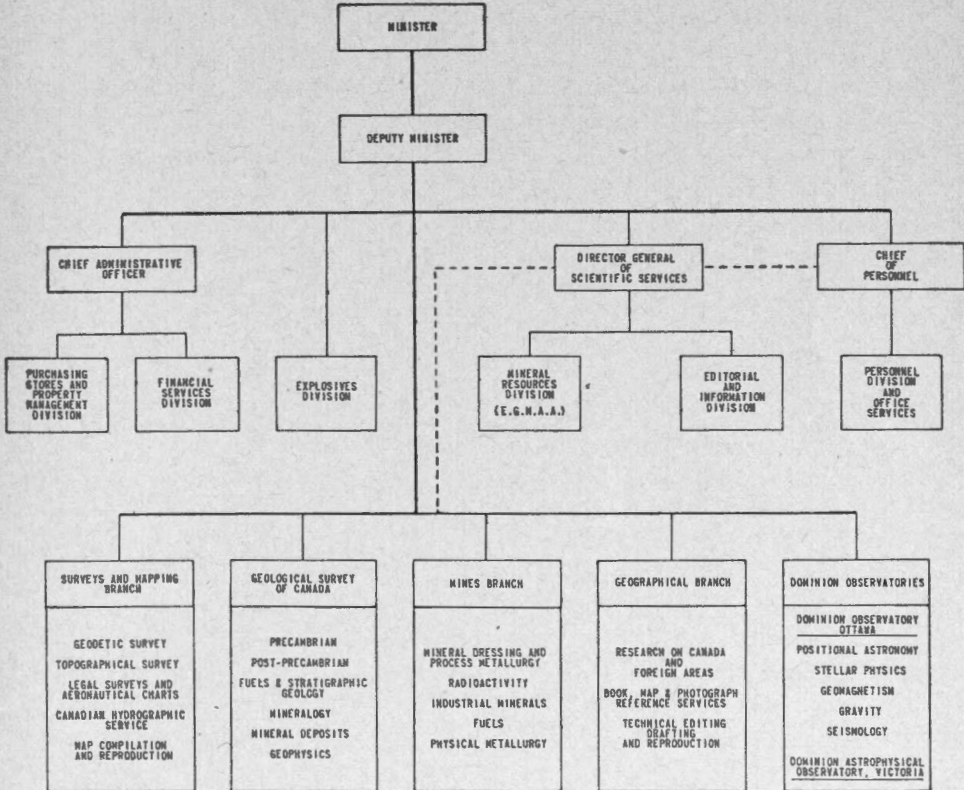 MINISTER
DEPUTY MINISTER
CHIEF ADMINISTRATIVE
OFFICER
DIRECTOR GENERAL
OF
SCIENTIFIC SERVICES
CHIEF
OF
PERSONNEL
PURCHASING
STORES AND
PROPERTY
MANAGEMENT
DIVISION
FINANCIAL
SERVICES
DIVISION
EXPLOSIVES
DIVISION
MINERAL
RESOURCES
DIVISION
(E.G.M.A.A.)
EDITORIAL
AND
INFORMATION
DIVISION
PERSONNEL
DIVISION
AND
OFFICE
SERVICES
SURVEYS AND MAPPING
BRANCH
GEODETIC SURVEY
TOPOGRAPHICAL SURVEY
LEGAL SURVEYS AND
AERONAUTICAL CHARTS
CANADIAN HYDROGRAPHIC
SERVICE
MAP COMPILATION
AND REPRODUCTION
GEOLOGICAL SURVEY
OF CANADA
PRECAMBRIAN
POST-PRECAMBRIAN
FUELS & STRATIGRAPHIC
GEOLOGY
MINERALOGY
MINERAL DEPOSITS
GEOPHYSICS
MINES BRANCH
MINERAL DRESSING AND
PROCESS METALLURGY
RADIOACTIVITY
INDUSTRIAL MINERALS
FUELS
PHYSICAL METALLURGY
GEOGRAPHICAL BRANCH
RESEARCH ON CANADA
AND
FOREIGN AREAS
BOOK, MAP & PHOTOGRAPH
REFERENCE SERVICES
TECHNICAL EDITING
DRAFTING
AND REPRODUCTION
DOMINION OBSERVATORIES
DOMINION OBSERVATORY
OTTAWA
POSITIONAL ASTRONOMY
STELLAR PHYSICS
GEOMAGNETISM
GRAVITY
SEISMOLOGY
DOMINION ASTROPHYSICAL
OBSERVATORY, VICTORIA